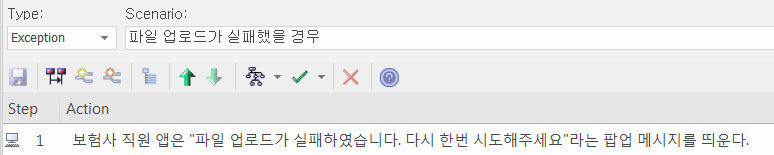 Type: Scenario:
Exception 파일 업로드가 실패했을 경우
Step Action
1 보험사 직원 앱은 "파일 업로드가 실패하였습니다. 다시 한번 시도해주세요"라는 팝업 메시지를 띄운다.